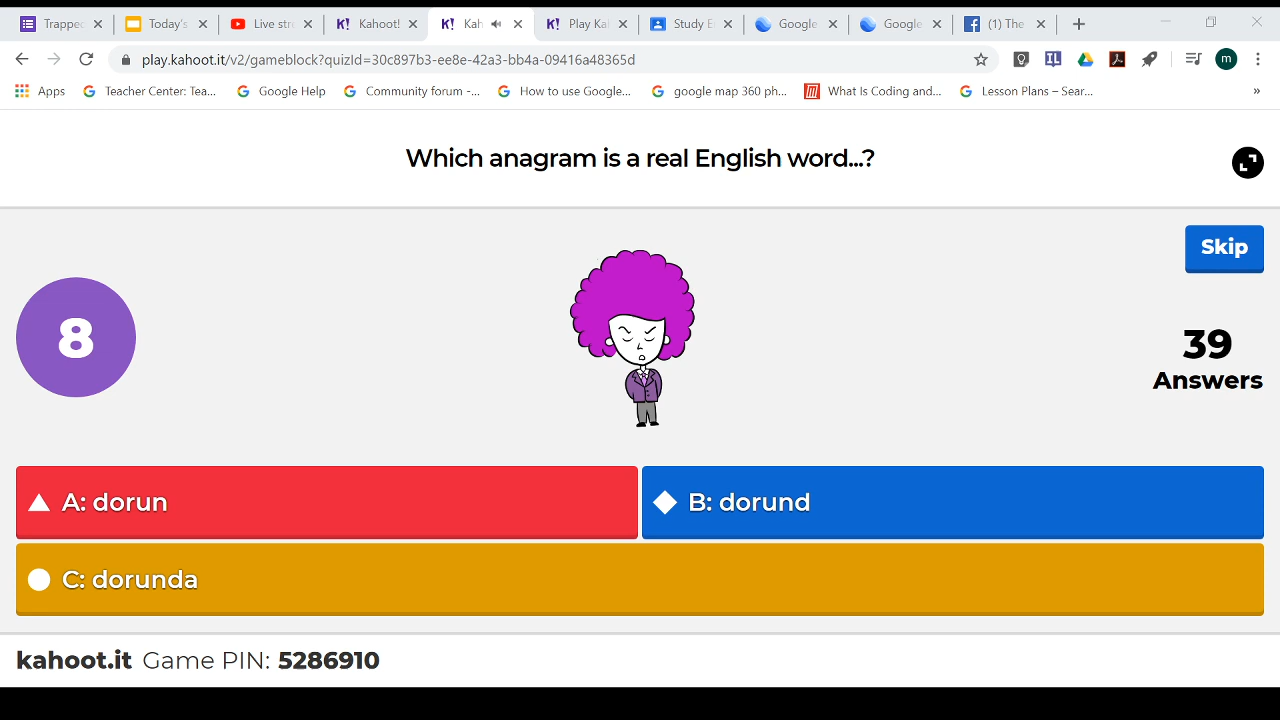 Trapped
Today's
Live str
Kahoot!
Kah
Play Ka
Study E
Google
Google
(1) The
play.kahoot.it/v2/gameblock?quizId=30c897b3-ee8e-42a3-bb4a-09416a48365d
IL
m
Apps
Teacher Center: Tea...
Google Help
Community forum -...
How to use Google...
google map 360 ph...
What Is Coding and...
Lesson Plans – Sear...
»
Which anagram is a real English word...?
Skip
8
39
Answers
A: dorun
B: dorund
C: dorunda
kahoot.it Game PIN: 5286910